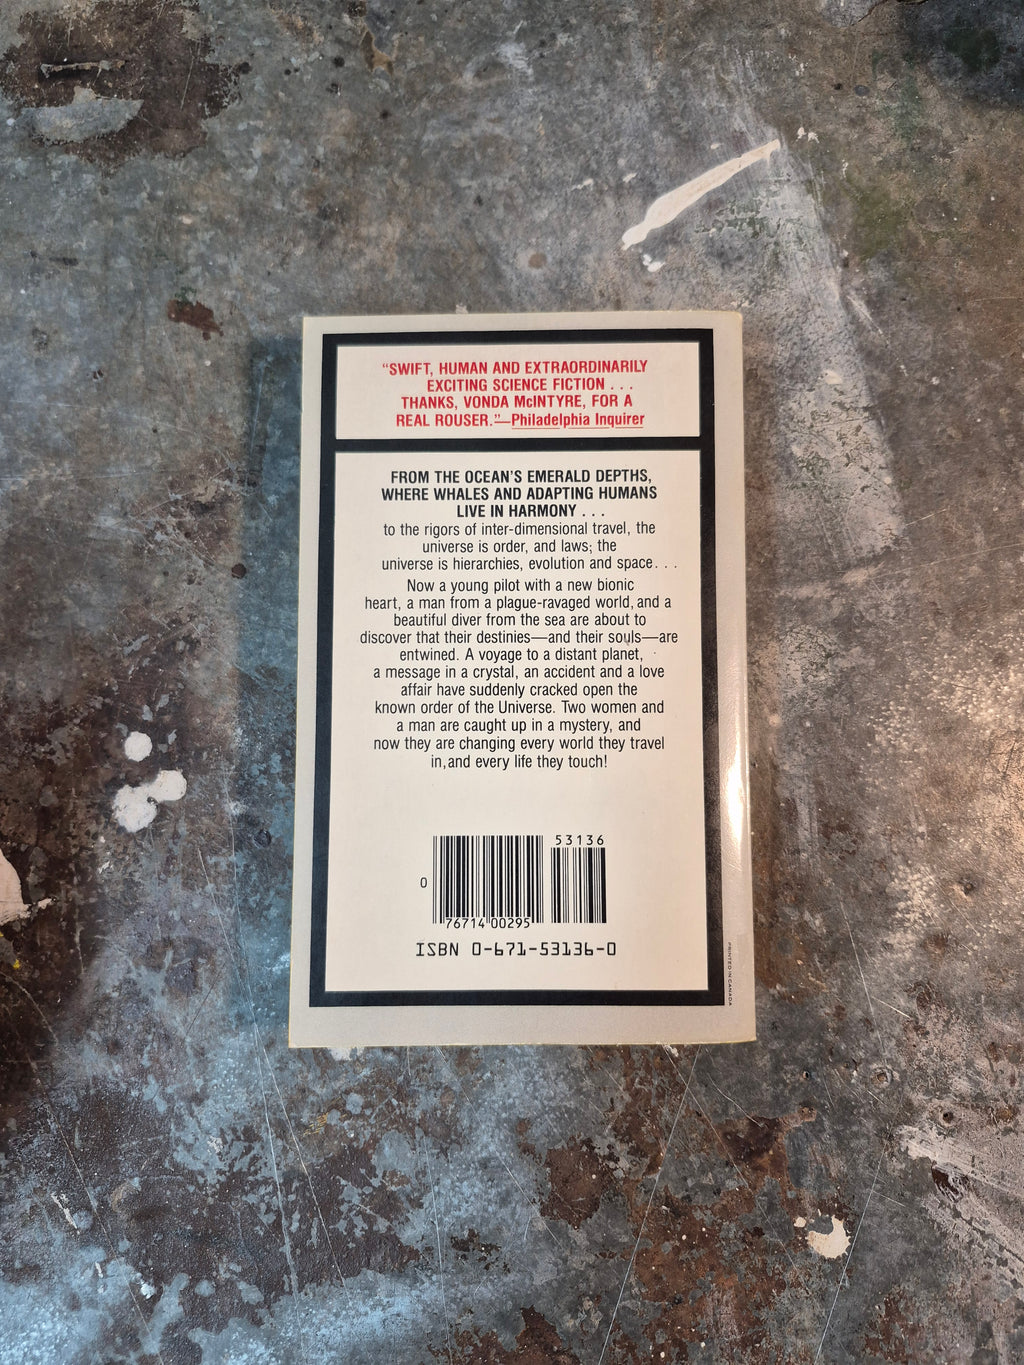 “SWIFT, HUMAN AND EXTRAORDINARILY
EXCITING SCIENCE FICTION . . .
THANKS, VONDA McINTYRE, FOR A
REAL ROUSER.”—Philadelphia Inquirer
FROM THE OCEAN’S EMERALD DEPTHS,
WHERE WHALES AND ADAPTING HUMANS
LIVE IN HARMONY . . .
to the rigors of inter-dimensional travel, the
universe is order, and laws; the
universe is hierarchies, evolution and space. . .
Now a young pilot with a new bionic
heart, a man from a plague-ravaged world, and a
beautiful diver from the sea are about to
discover that their destinies—and their souls—are
entwined. A voyage to a distant planet,
a message in a crystal, an accident and a love
affair have suddenly cracked open the
known order of the Universe. Two women and
a man are caught up in a mystery, and
now they are changing every world they travel
in, and every life they touch!
53136
0
76714 00295
ISBN 0-671-53136-0
PRINTED IN CANADA